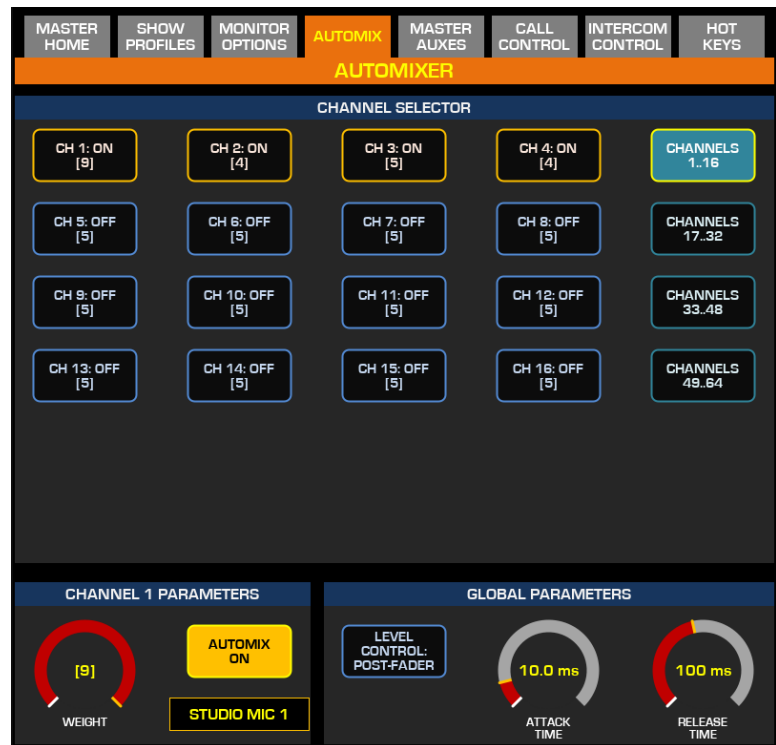 MASTER HOME
SHOW PROFILES
MONITOR OPTIONS
AUTOMIX
MASTER AUXES
CALL CONTROL
INTERCOM CONTROL
HOT KEYS
AUTOMIXER
CHANNEL SELECTOR
CH 1: ON
[9]
CH 2: ON
[4]
CH 3: ON
[5]
CH 4: ON
[4]
CHANNELS
1..16
CH 5: OFF
[5]
CH 6: OFF
[5]
CH 7: OFF
[5]
CH 8: OFF
[5]
CHANNELS
17..32
CH 9: OFF
[5]
CH 10: OFF
[5]
CH 11: OFF
[5]
CH 12: OFF
[5]
CHANNELS
33..48
CH 13: OFF
[5]
CH 14: OFF
[5]
CH 15: OFF
[5]
CH 16: OFF
[5]
CHANNELS
49..64
CHANNEL 1 PARAMETERS
[9]
WEIGHT
AUTOMIX
ON
STUDIO MIC 1
GLOBAL PARAMETERS
LEVEL
CONTROL:
POST-FADER
10.0 ms
ATTACK
TIME
100 ms
RELEASE
TIME